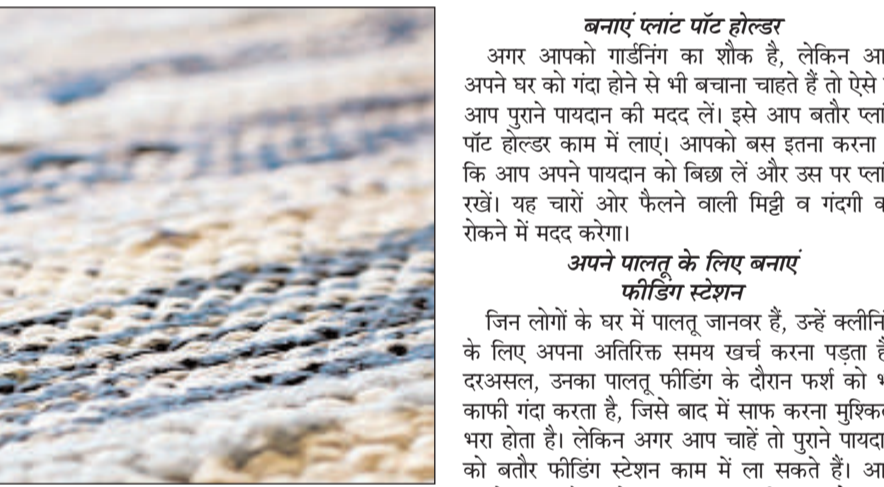 बनाएं प्लांट पॉट होल्डर
अगर आपको गार्डनिंग का शौक है, लेकिन आ
अपने घर को गंदा होने से भी बचाना चाहते हैं तो ऐसे
आप पुराने पायदान की मदद लें। इसे आप बतौर प्लां
पॉट होल्डर काम में लाएं। आपको बस इतना करना
कि आप अपने पायदान को बिछा लें और उस पर प्लां
रखें। यह चारों ओर फैलने वाली मिट्टी व गंदगी क
रोकने में मदद करेगा।
अपने पालतू के लिए बनाएं
फीडिंग स्टेशन
जिन लोगों के घर में पालतू जानवर हैं, उन्हें क्लीनिं
के लिए अपना अतिरिक्त समय खर्च करना पड़ता है
दरअसल, उनका पालतू फीडिंग के दौरान फर्श को भ
काफी गंदा करता है, जिसे बाद में साफ करना मुश्किल
भरा होता है। लेकिन अगर आप चाहें तो पुराने पायदा
को बतौर फीडिंग स्टेशन काम में ला सकते हैं। आ